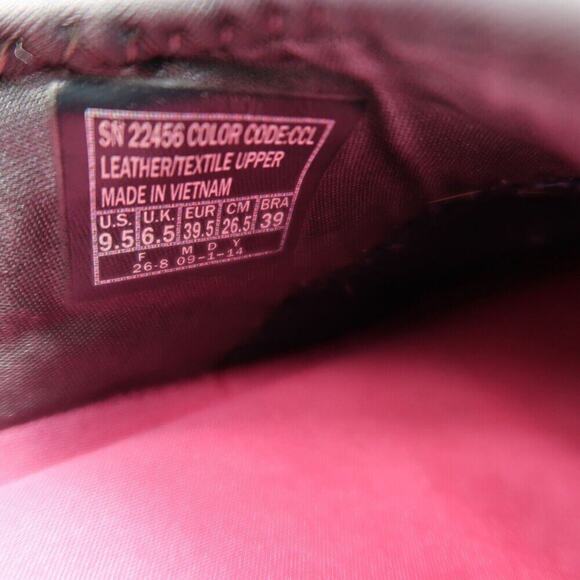 SN 22456 COLOR CODE:CCL
LEATHER/TEXTILE UPPER
MADE IN VIETNAM
U.S. U.K. EUR CM BRA
9.5 6.5 39.5 26.5 39
F M D Y
26-8 09-1-14